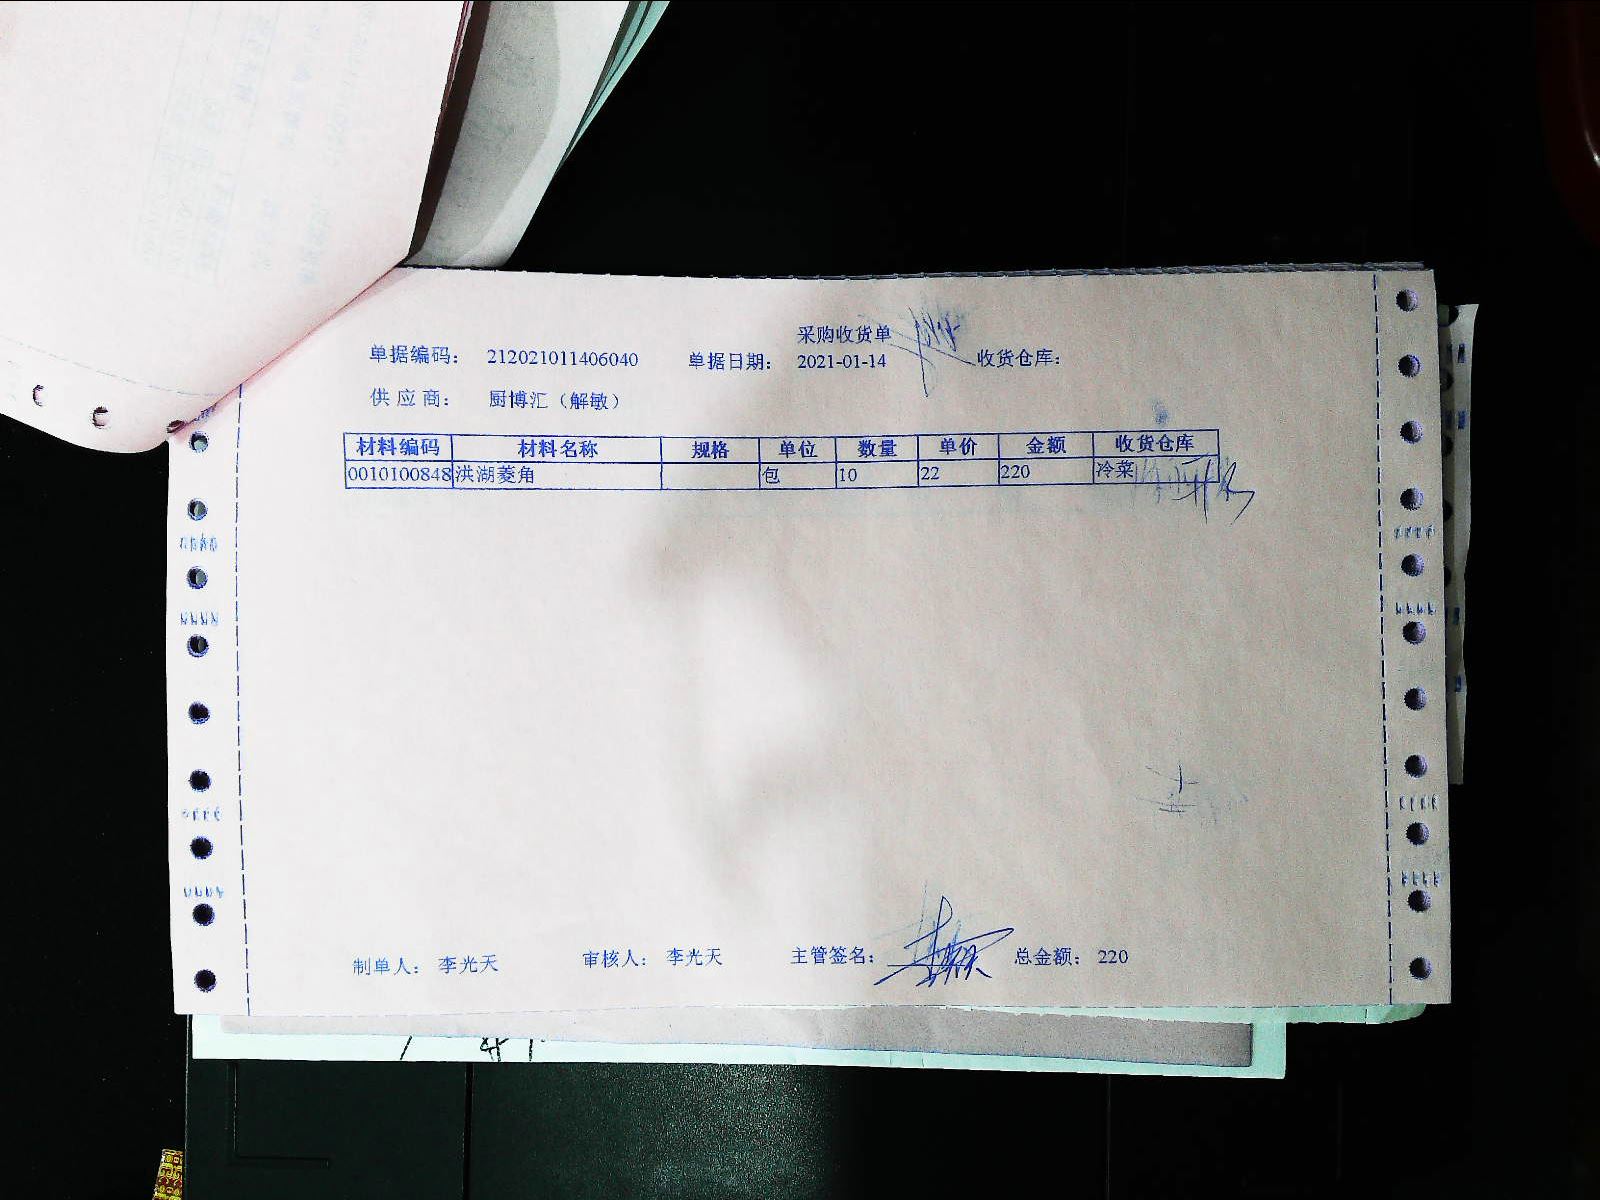 采购收货单
单据编码： 212021011406040 单据日期： 2021-01-14 收货仓库：
供应商： 厨博汇（解敏）
材料编码 材料名称 规格 单位 数量 单价 金额 收货仓库
0010100848 洪湖菱角 包 10 22 220 冷菜
制单人： 李光天 审核人： 李光天 主管签名： 总金额： 220